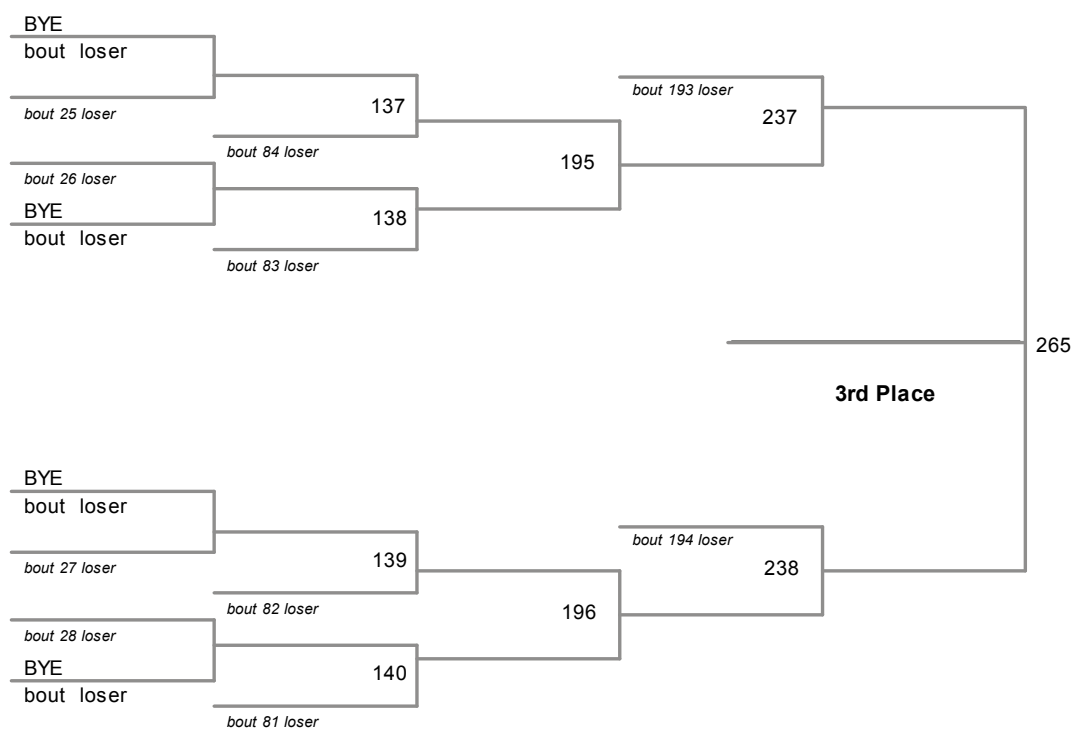 BYE
bout loser
bout 25 loser
137
bout 84 loser
bout 26 loser
BYE
bout loser
138
bout 83 loser
195
bout 193 loser
237
265
3rd Place
BYE
bout loser
bout 27 loser
139
bout 82 loser
bout 28 loser
BYE
bout loser
140
bout 81 loser
196
bout 194 loser
238